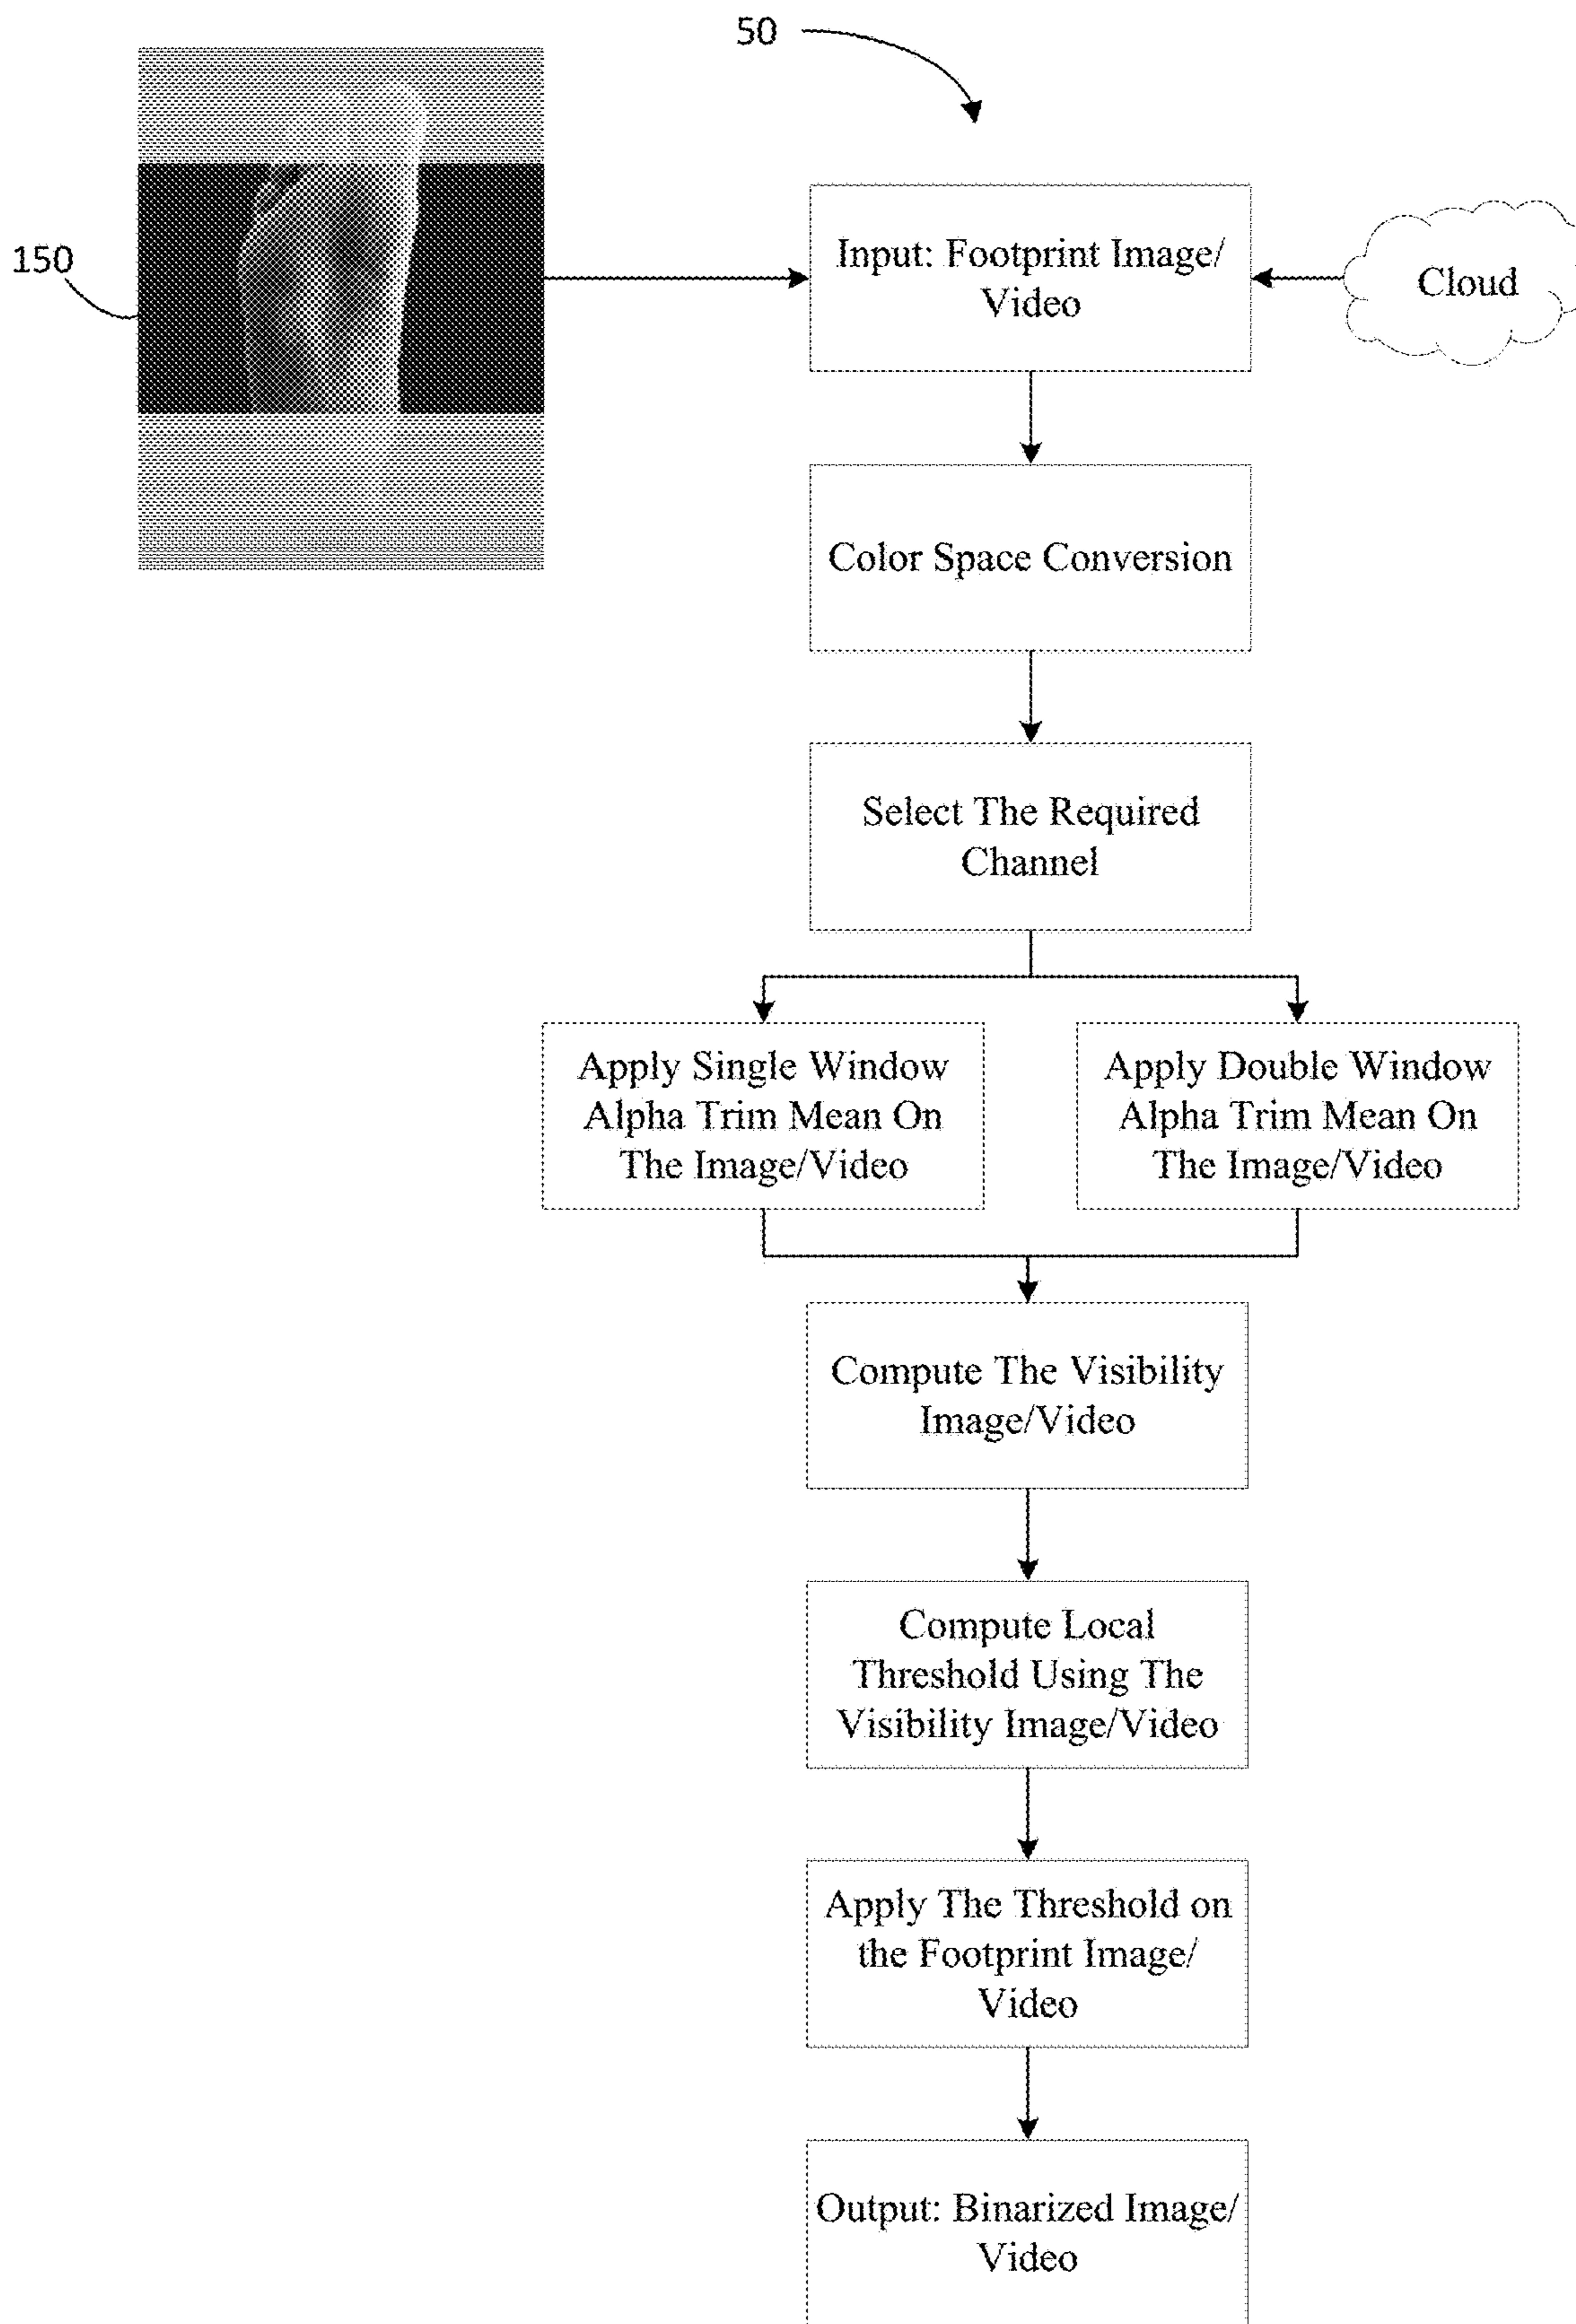 50
150
Input: Footprint Image/
Video
Cloud
Color Space Conversion
Select The Required
Channel
Apply Single Window
Alpha Trim Mean On
The Image/Video
Apply Double Window
Alpha Trim Mean On
The Image/Video
Compute The Visibility
Image/Video
Compute Local
Threshold Using The
Visibility Image/Video
Apply The Threshold on
the Footprint Image/
Video
Output: Binarized Image/
Video